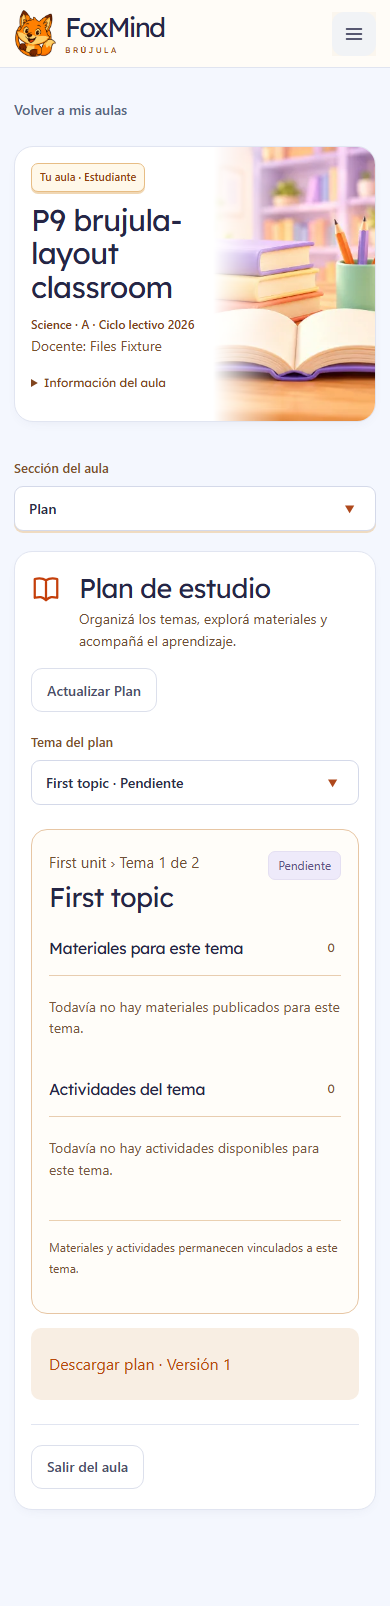 FoxMind
BRÚJULA
Volver a mis aulas
Tu aula · Estudiante
P9 brujula-
layout
classroom
Science · A · Ciclo lectivo 2026
Docente: Files Fixture
Información del aula
Sección del aula
Plan
Plan de estudio
Organizá los temas, explorá materiales y
acompañá el aprendizaje.
Actualizar Plan
Tema del plan
First topic · Pendiente
First unit › Tema 1 de 2
Pendiente
First topic
Materiales para este tema 0
Todavía no hay materiales publicados para este
tema.
Actividades del tema 0
Todavía no hay actividades disponibles para
este tema.
Materiales y actividades permanecen vinculados a este
tema.
Descargar plan · Versión 1
Salir del aula